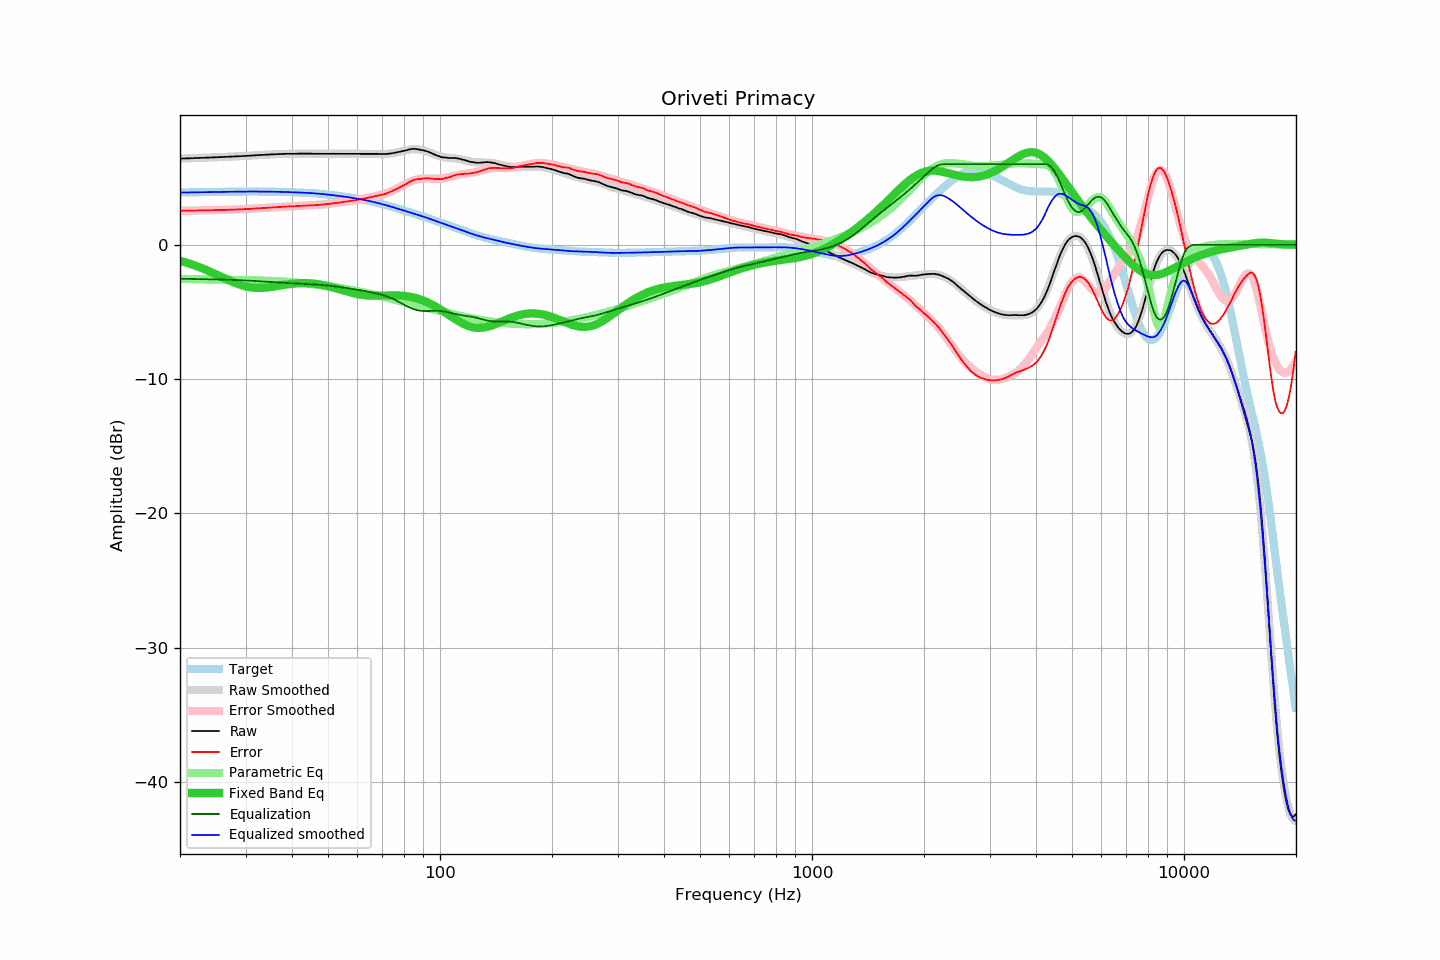 Oriveti Primacy
Amplitude (dBr)
0
−10
−20
−30
−40
Target
Raw Smoothed
Error Smoothed
Raw
Error
Parametric Eq
Fixed Band Eq
Equalization
Equalized smoothed
100 1000 10000
Frequency (Hz)